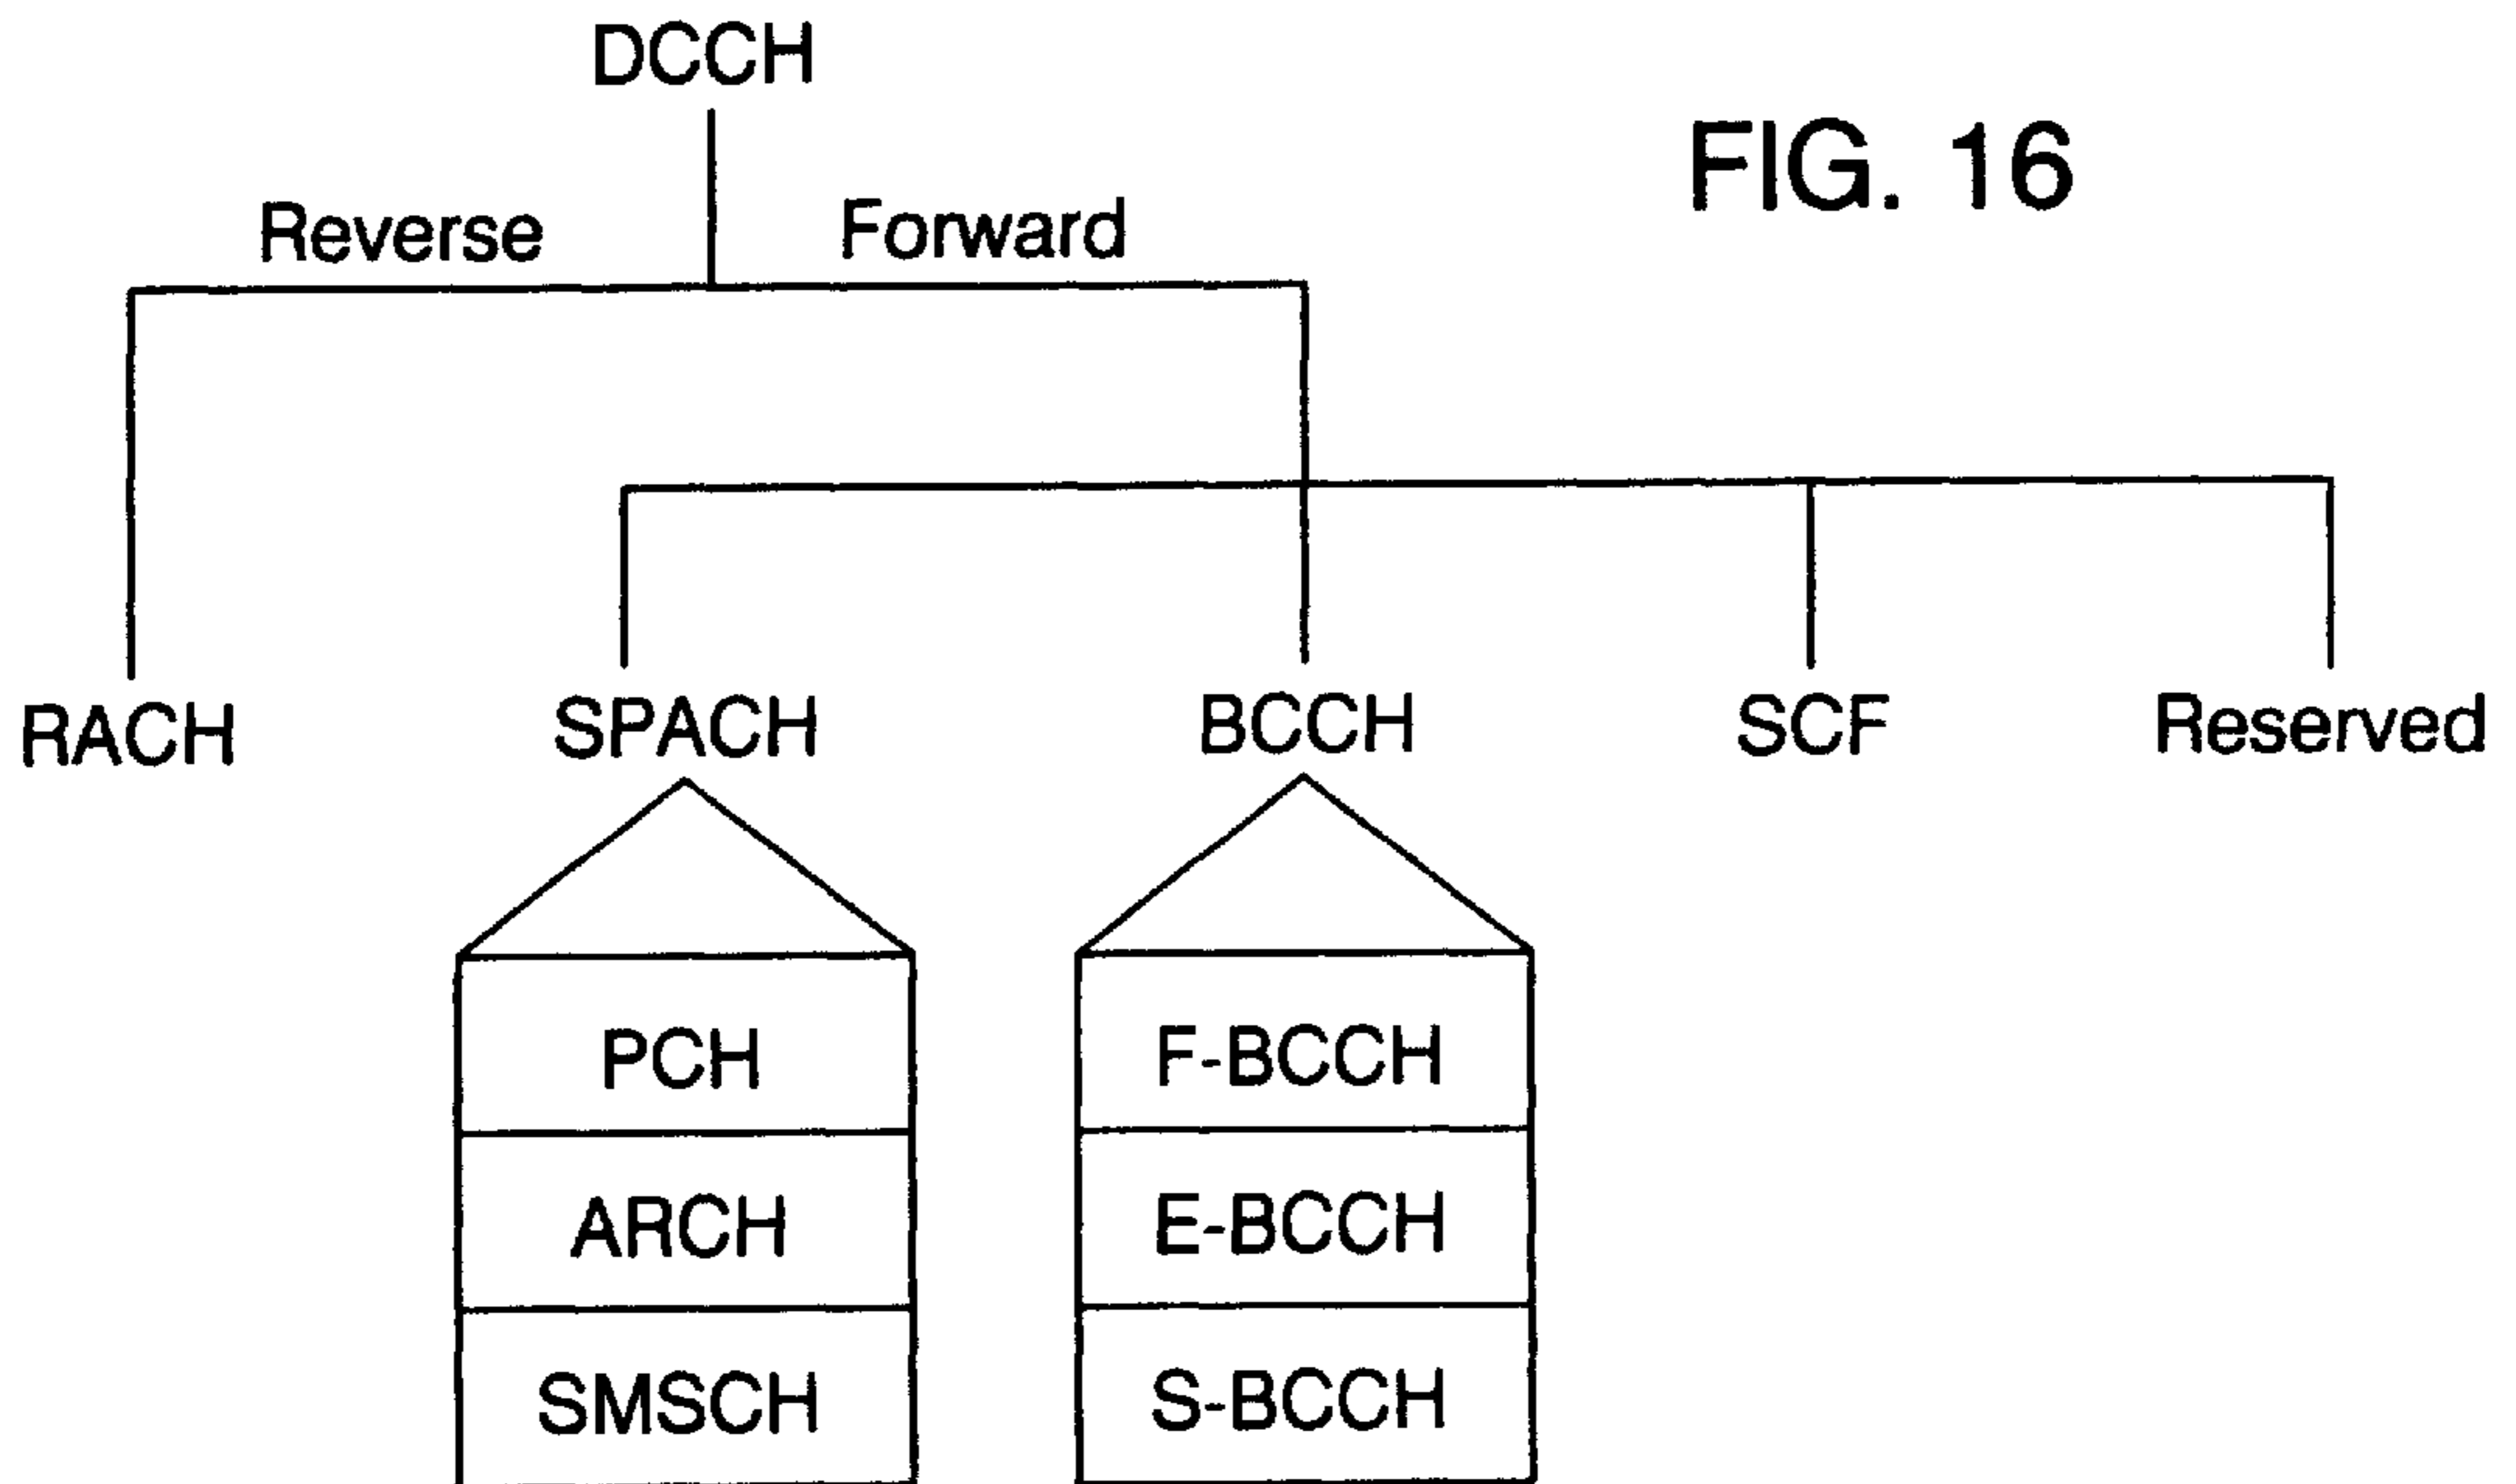 DCCH
FIG. 16
Reverse
Forward
RACH
SPACH
BCCH
SCF
Reserved
PCH
F-BCCH
ARCH
E-BCCH
SMSCH
S-BCCH